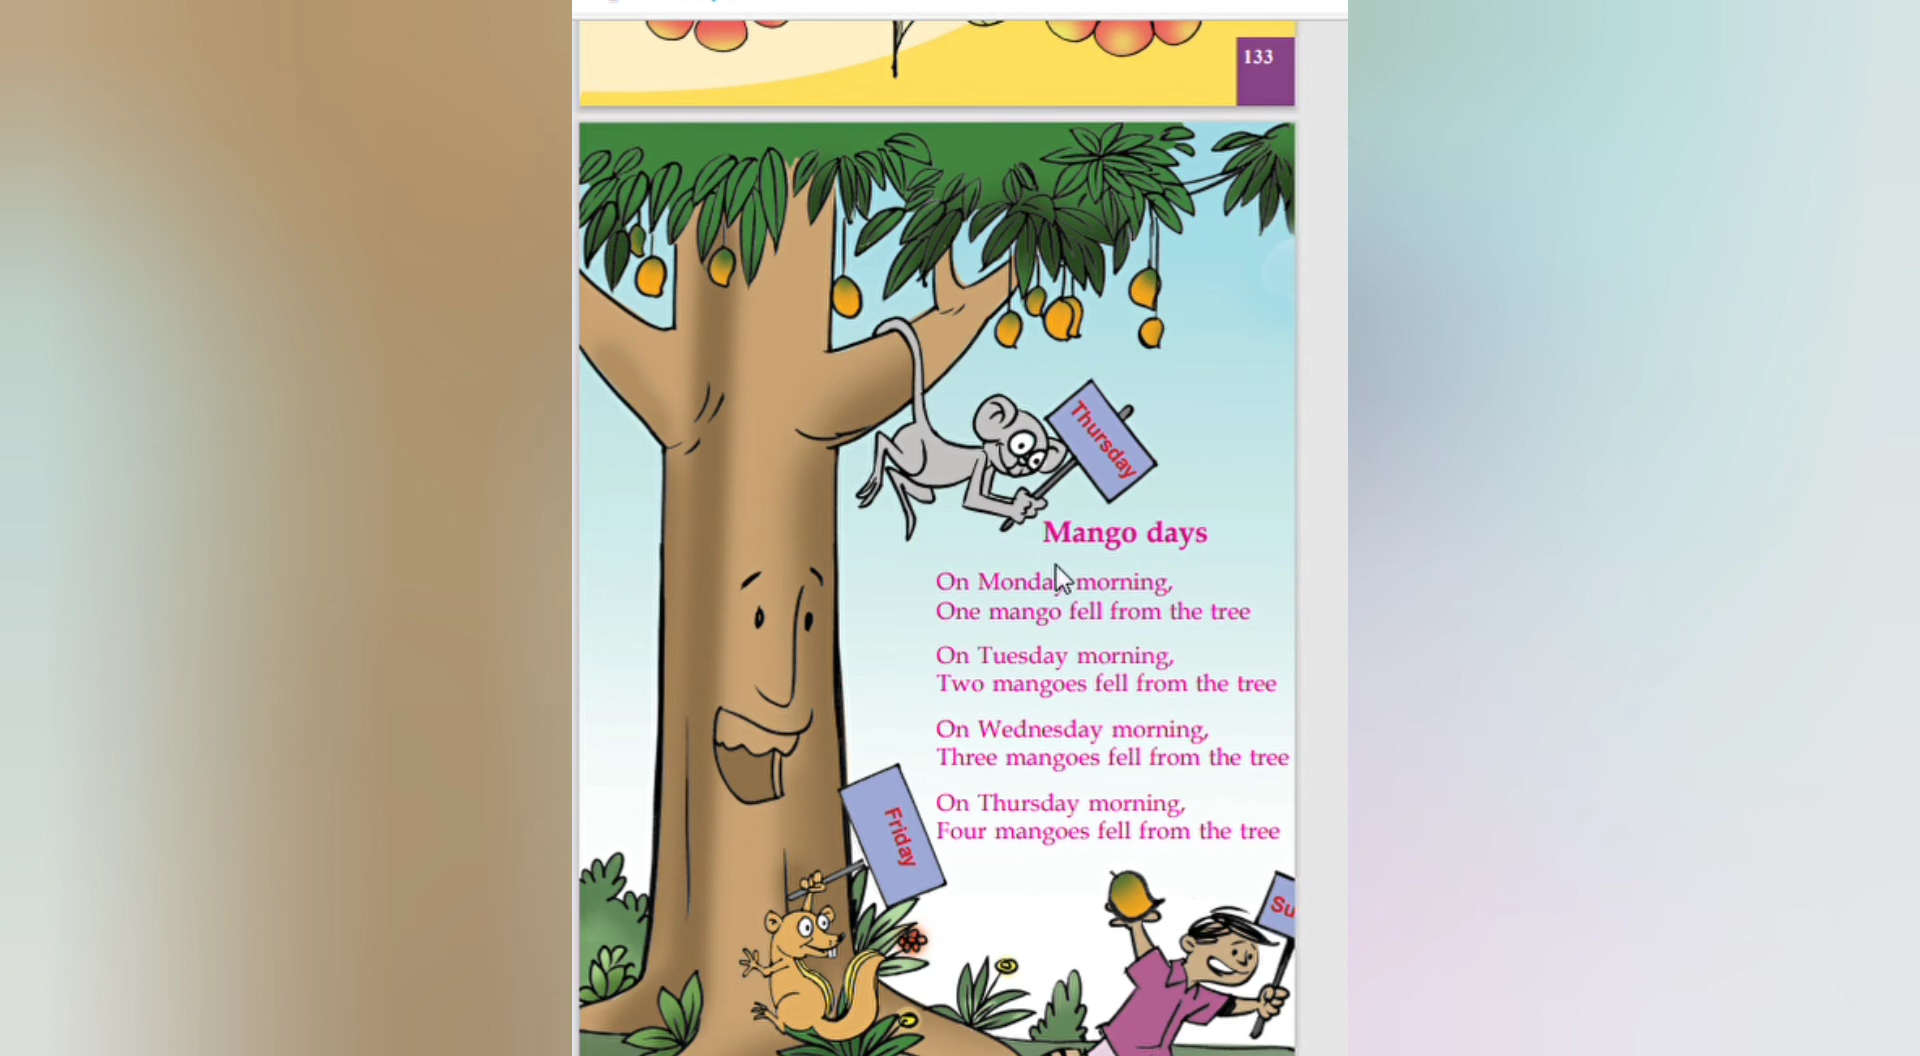 133
Thursday
Mango days
On Monday morning,
One mango fell from the tree
On Tuesday morning,
Two mangoes fell from the tree
On Wednesday morning,
Three mangoes fell from the tree
On Thursday morning,
Four mangoes fell from the tree
Friday
Su